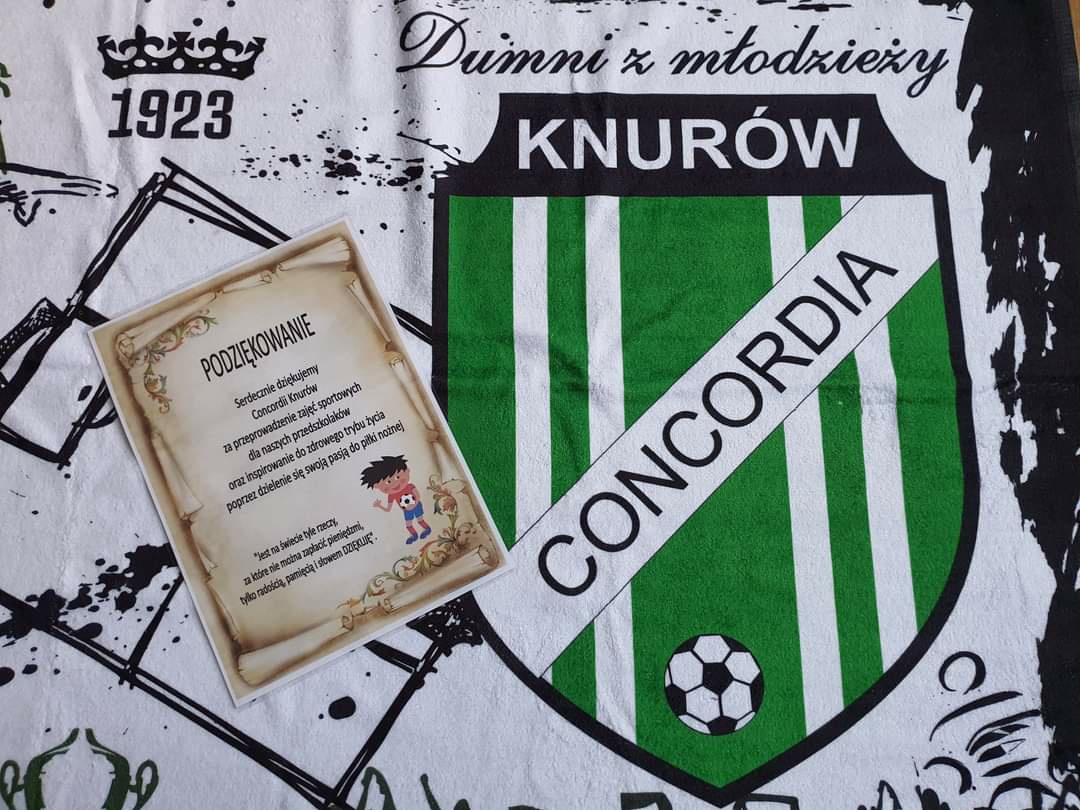 1923
Dumni z młodzieży
KNURÓW
CONCORDIA
PODZIĘKOWANIE
Serdecznie dziękujemy
Concordii Knurów
za przeprowadzenie zajęć sportowych
dla naszych przedszkolaków
oraz inspirowanie do zdrowego trybu życia
poprzez dzielenie się swoją pasją do piłki nożnej
"Jest na świecie tyle rzeczy,
za które nie można zapłacić pieniędzmi,
tylko radością, pamięcią i słowem DZIĘKUJĘ".